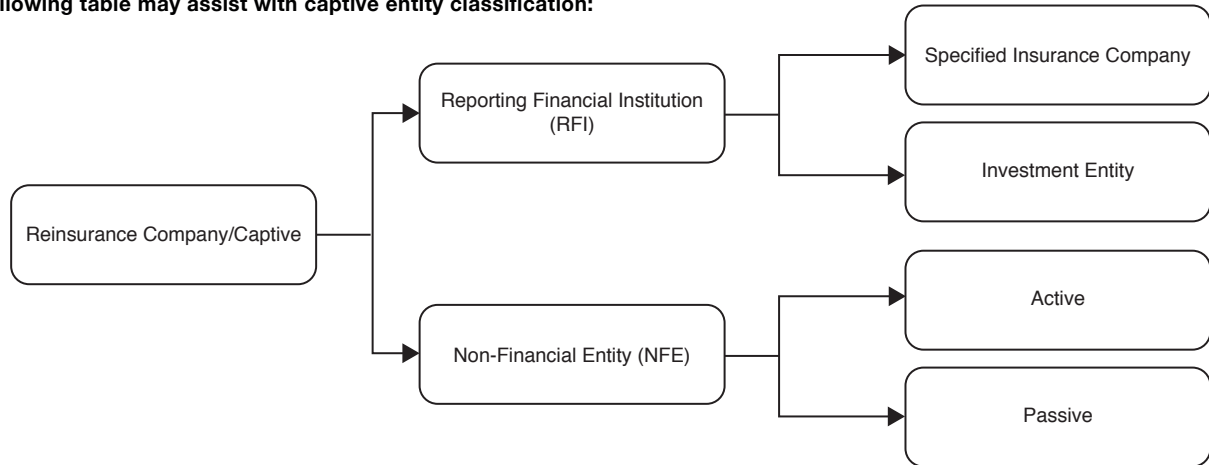 llowing table may assist with captive entity classification:
Specified Insurance Company
Reporting Financial Institution
(RFI)
Investment Entity
Reinsurance Company/Captive
Active
Non-Financial Entity (NFE)
Passive